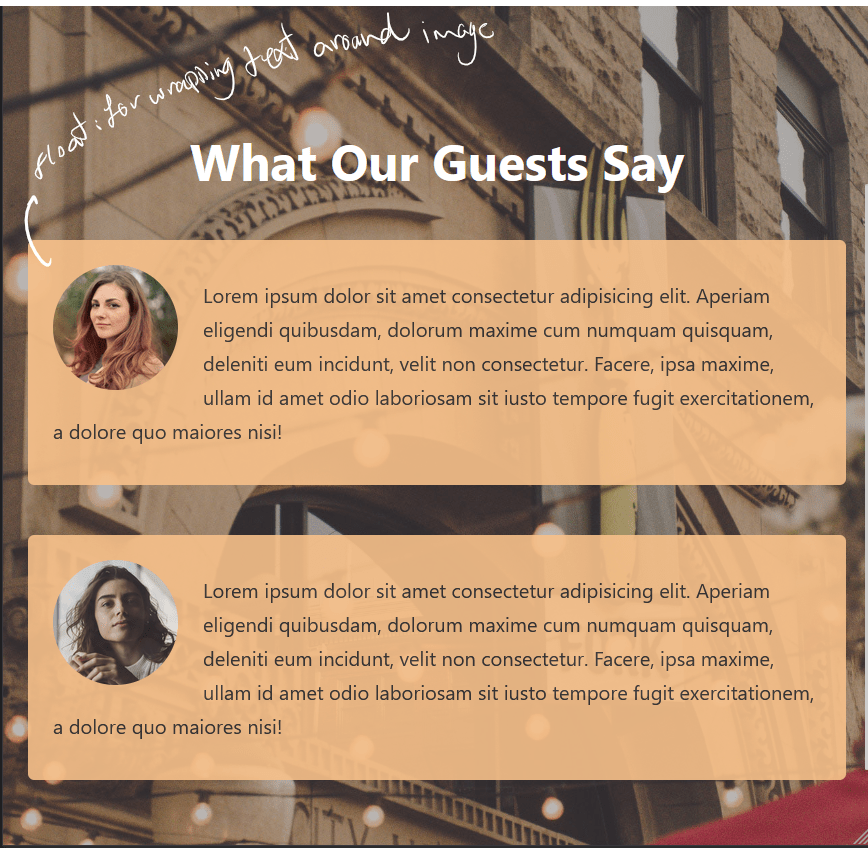 float : for wrapping text around image
What Our Guests Say
Lorem ipsum dolor sit amet consectetur adipisicing elit. Aperiam
eligendi quibusdam, dolorum maxime cum numquam quisquam,
deleniti eum incidunt, velit non consectetur. Facere, ipsa maxime,
ullam id amet odio laboriosam sit iusto tempore fugit exercitationem,
a dolore quo maiores nisi!
Lorem ipsum dolor sit amet consectetur adipisicing elit. Aperiam
eligendi quibusdam, dolorum maxime cum numquam quisquam,
deleniti eum incidunt, velit non consectetur. Facere, ipsa maxime,
ullam id amet odio laboriosam sit iusto tempore fugit exercitationem,
a dolore quo maiores nisi!